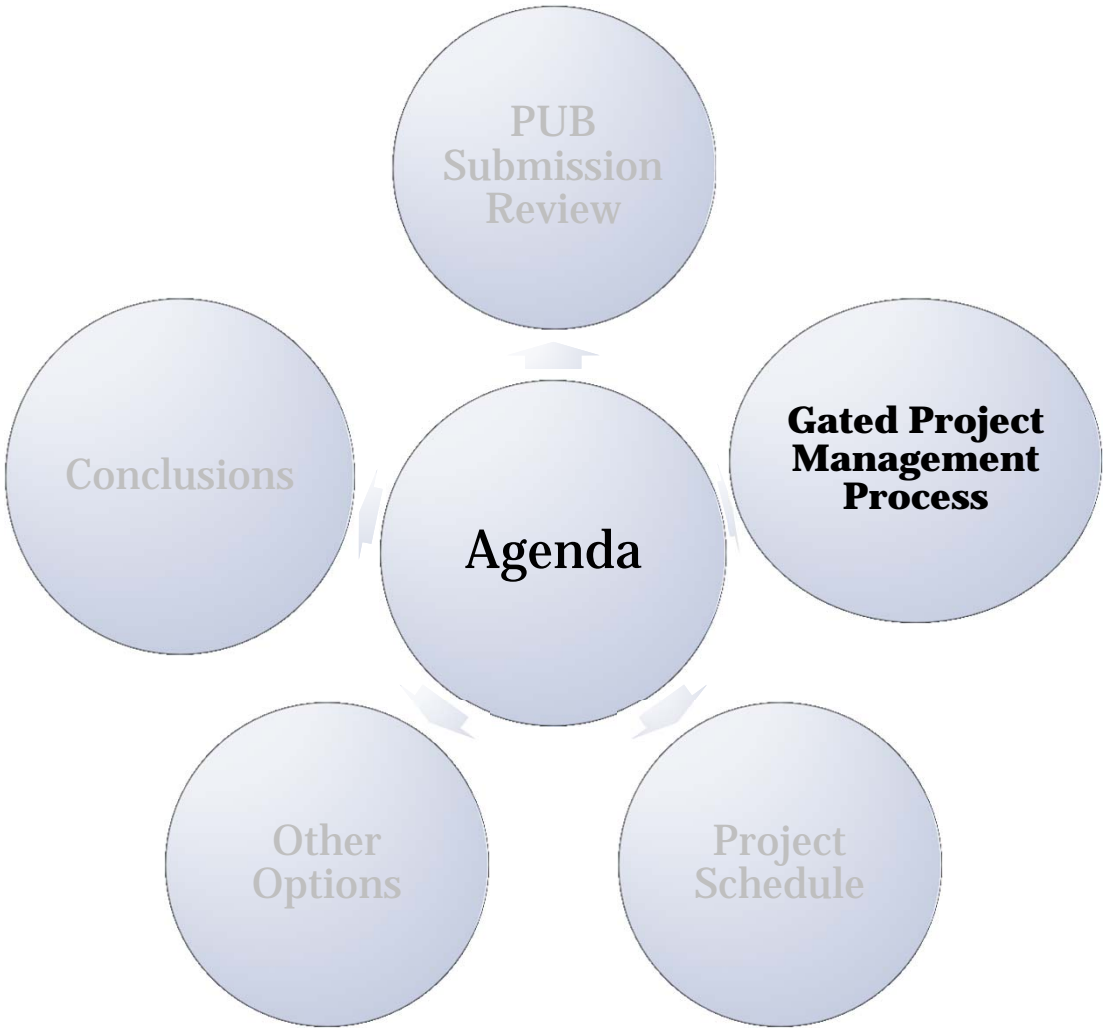 PUB
Submission
Review
Conclusions
Agenda
Gated Project
Management
Process
Other
Options
Project
Schedule